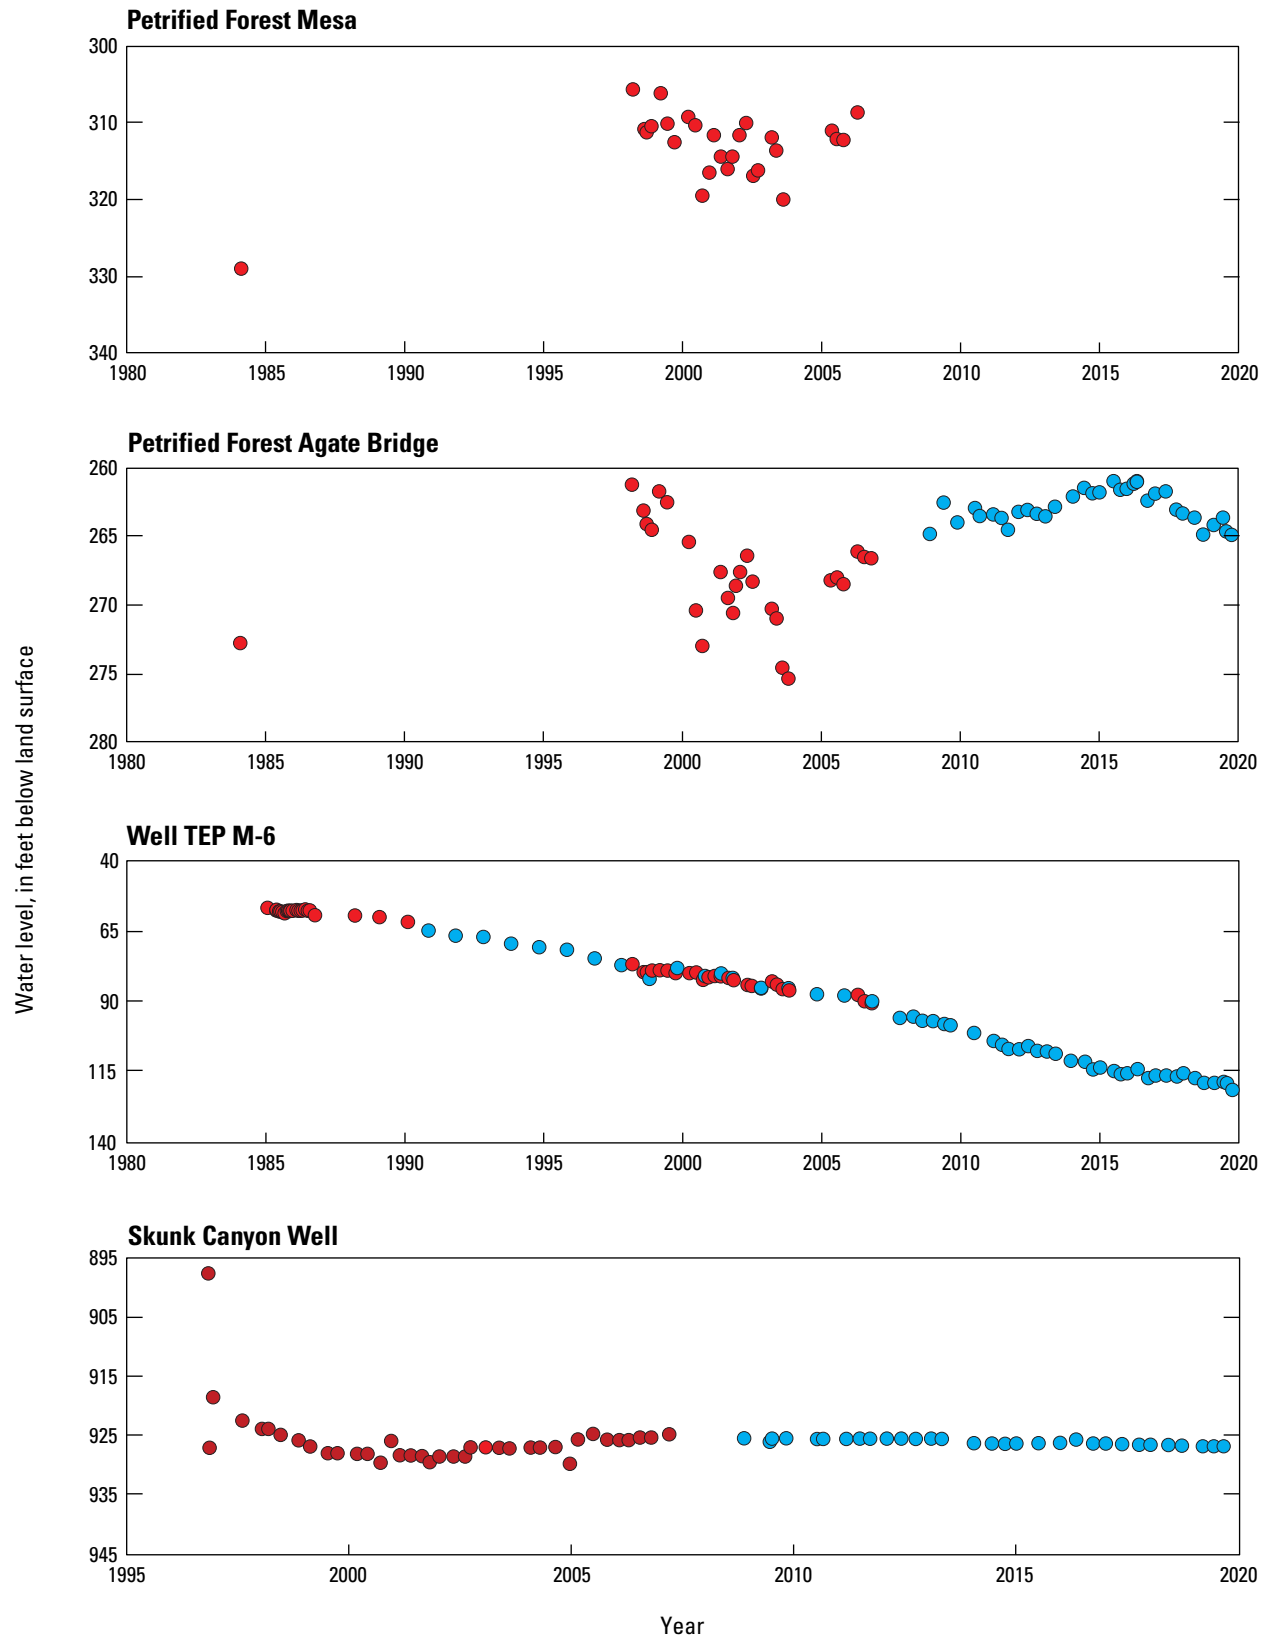 Petrified Forest Mesa
300
310
320
330
340
1980 1985 1990 1995 2000 2005 2010 2015 2020
Petrified Forest Agate Bridge
260
265
270
275
280
1980 1985 1990 1995 2000 2005 2010 2015 2020
Water level, in feet below land surface
Well TEP M-6
40
65
90
115
140
1980 1985 1990 1995 2000 2005 2010 2015 2020
Skunk Canyon Well
895
905
915
925
935
945
1995 2000 2005 2010 2015 2020
Year